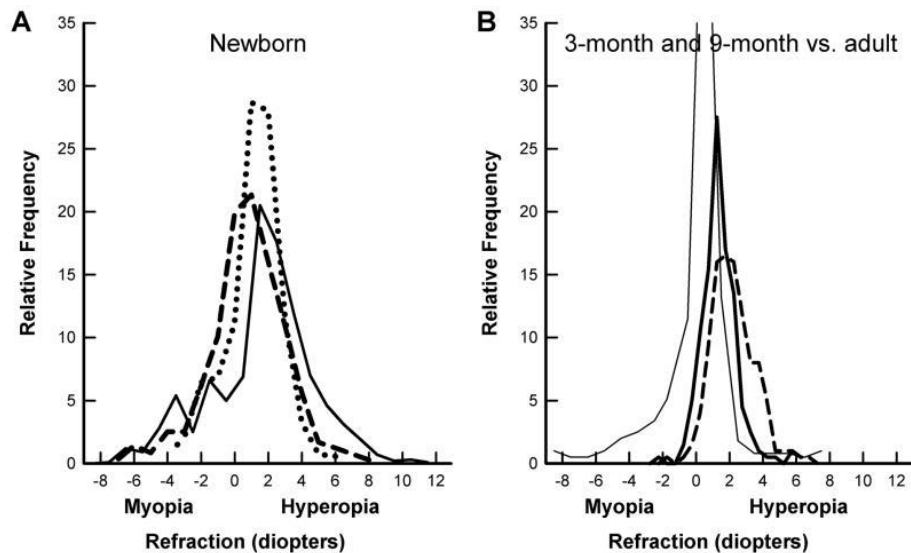 A
Newborn
35
30
25
20
15
10
5
0
Relative Frequency
-8 -6 -4 -2 0 2 4 6 8 10 12
Myopia Hyperopia
Refraction (diopters)
B
3-month and 9-month vs. adult
35
30
25
20
15
10
5
0
Relative Frequency
-8 -6 -4 -2 0 2 4 6 8 10 12
Myopia Hyperopia
Refraction (diopters)